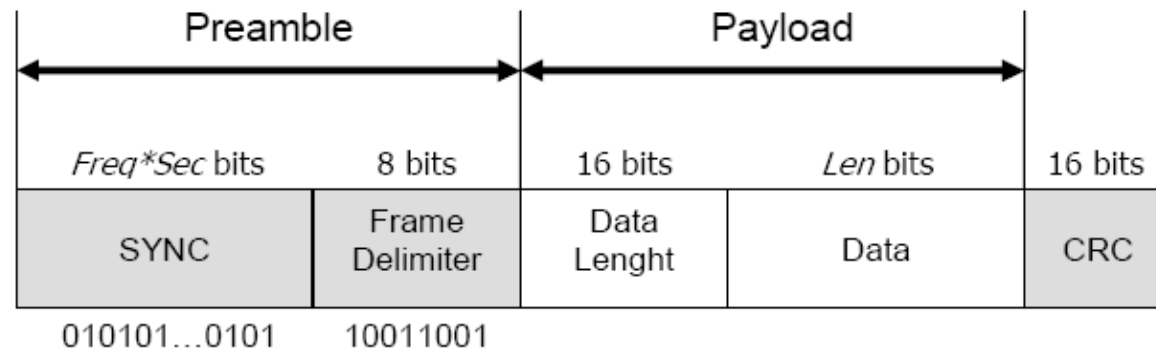 Preamble Payload
Freq*Sec bits 8 bits 16 bits Len bits 16 bits
SYNC Frame Delimiter Data Lenght Data CRC
010101...0101 10011001